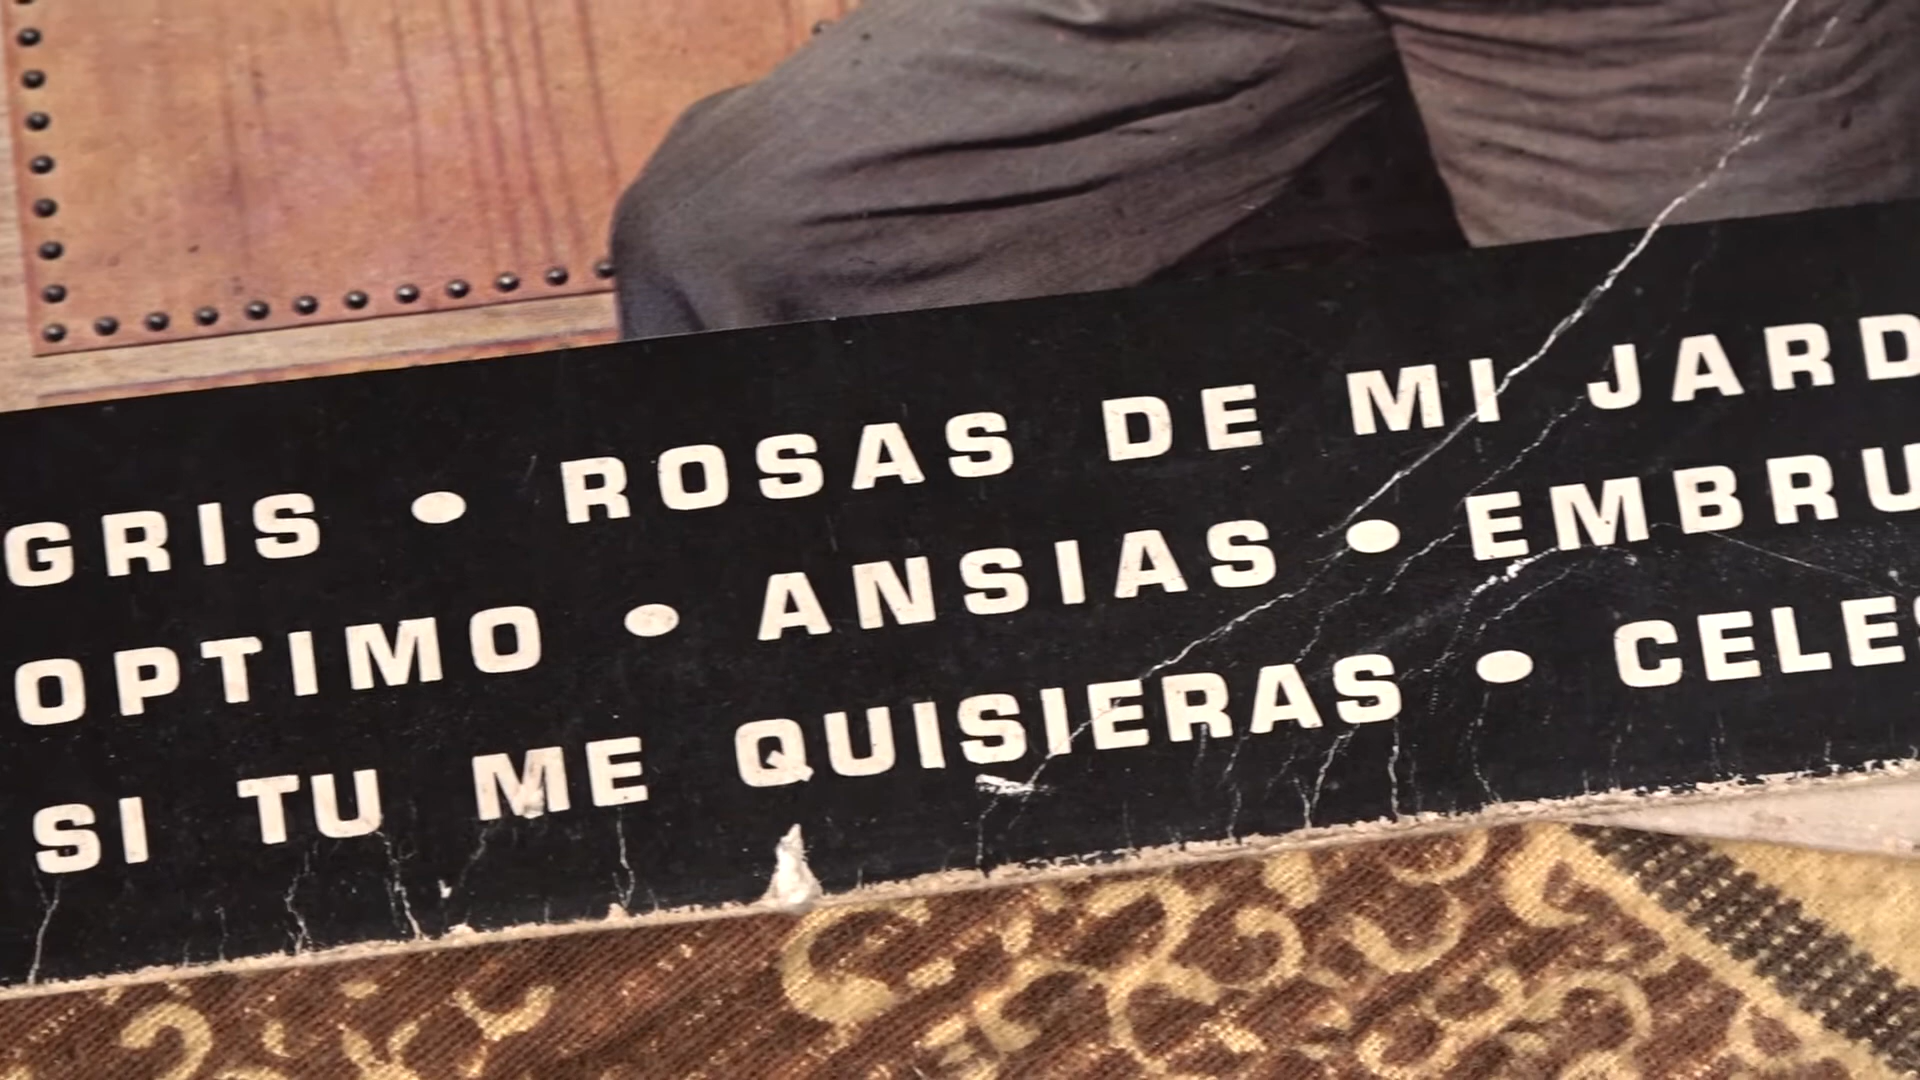 GRIS • ROSAS DE MI JARD
OPTIMO • ANSIAS • EMBRU
SI TU ME QUISIERAS • CELES